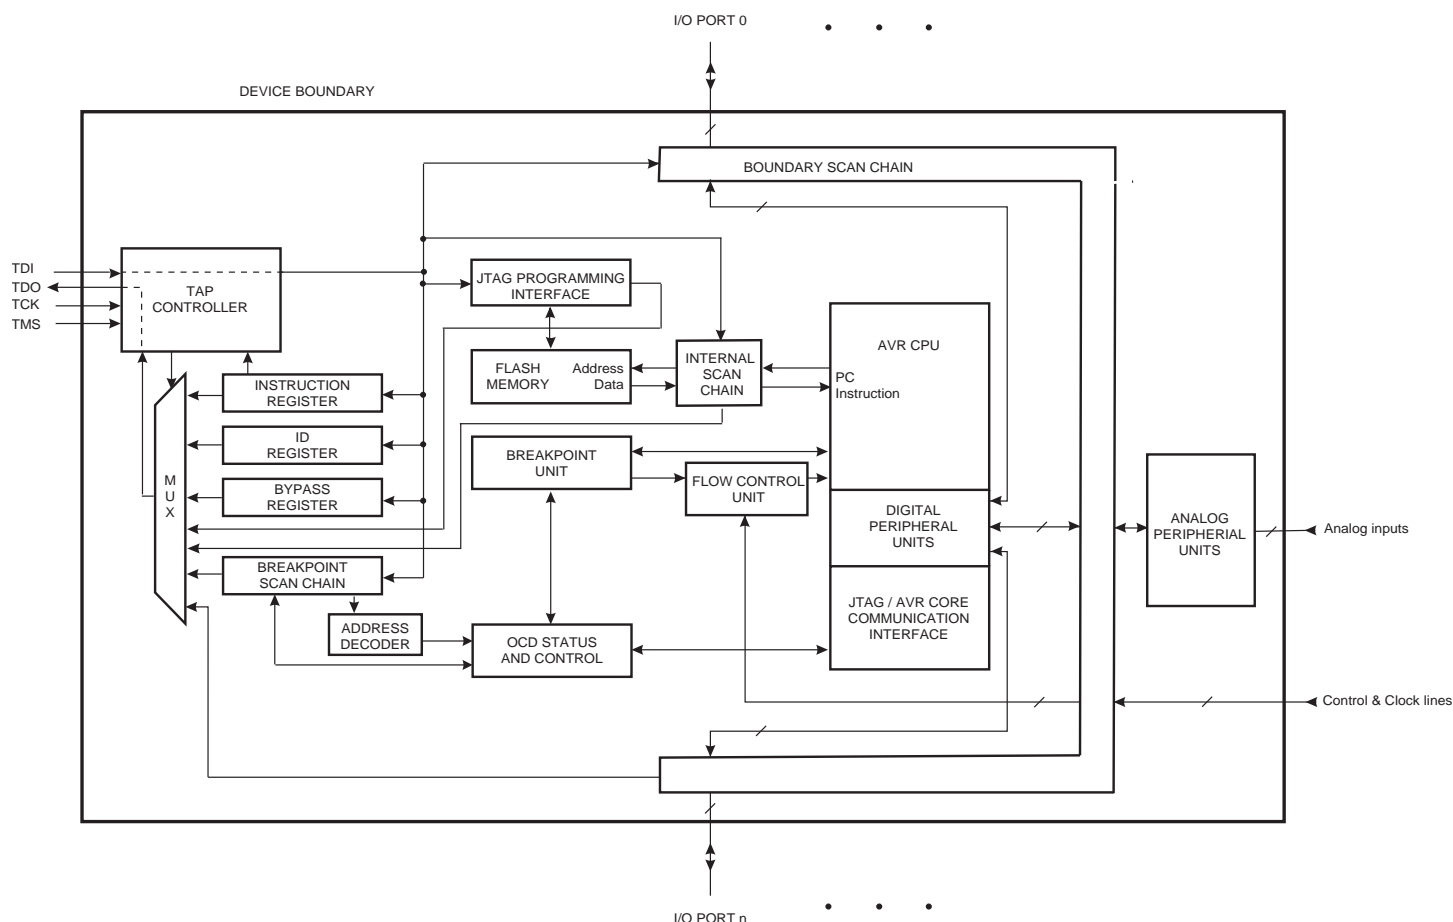 I/O PORT 0
DEVICE BOUNDARY
BOUNDARY SCAN CHAIN
TDI
TDO
TCK
TMS
TAP
CONTROLLER
JTAG PROGRAMMING
INTERFACE
AVR CPU
FLASH
MEMORY
Address
Data
INTERNAL
SCAN
CHAIN
PC
Instruction
INSTRUCTION
REGISTER
ID
REGISTER
BREAKPOINT
UNIT
FLOW CONTROL
UNIT
M
U
X
BYPASS
REGISTER
DIGITAL
PERIPHERAL
UNITS
ANALOG
PERIPHERIAL
UNITS
Analog inputs
BREAKPOINT
SCAN CHAIN
ADDRESS
DECODER
OCD STATUS
AND CONTROL
JTAG / AVR CORE
COMMUNICATION
INTERFACE
Control & Clock lines
I/O PORT n